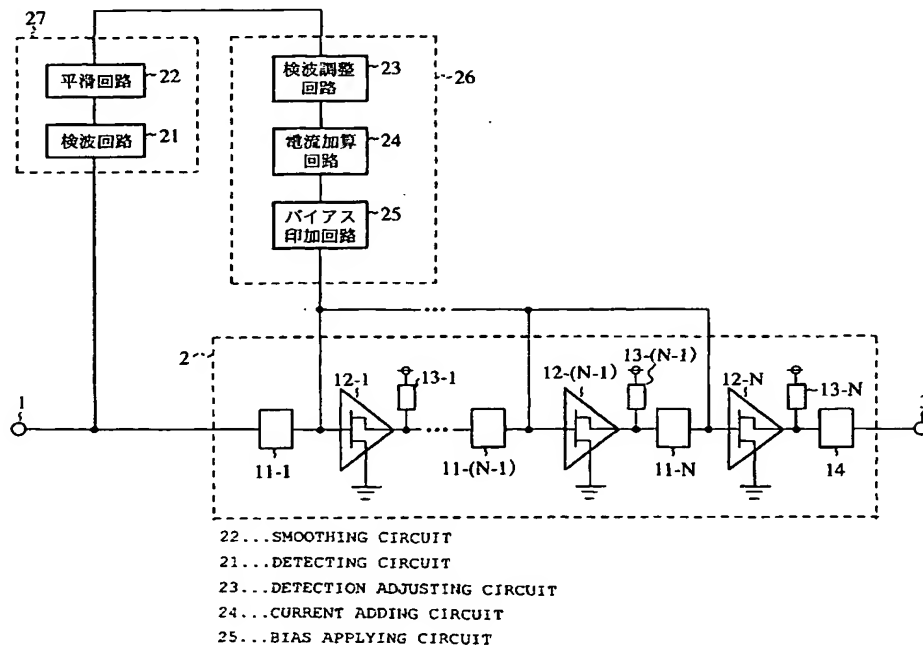 27
平滑回路
22
検波回路
21
検波調整
回路
23
電流加算
回路
24
バイアス
印加回路
25
26
2
1
11-1
12-1
13-1
11-(N-1)
12-(N-1)
13-(N-1)
11-N
12-N
13-N
14
22...SMOOTHING CIRCUIT
21...DETECTING CIRCUIT
23...DETECTION ADJUSTING CIRCUIT
24...CURRENT ADDING CIRCUIT
25...BIAS APPLYING CIRCUIT